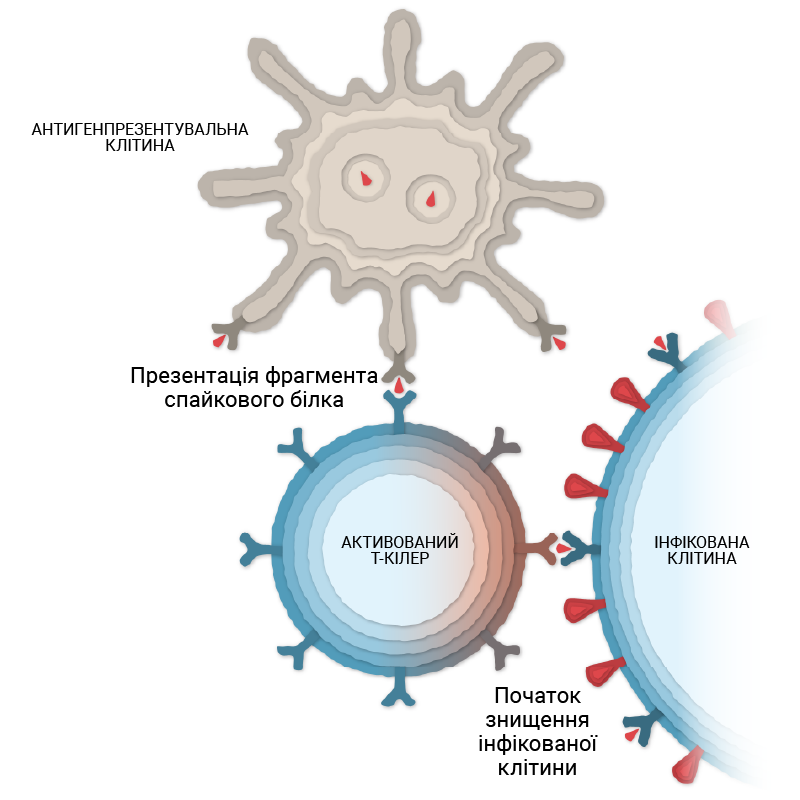 АНТИГЕНПРЕЗЕНТУВАЛЬНА
КЛІТИНА
Презентація фрагмента
спайкового білка
АКТИВОВАНИЙ
Т-КІЛЕР
ІНФІКОВАНА
КЛІТИНА
Початок
знищення
інфікованої
клітини